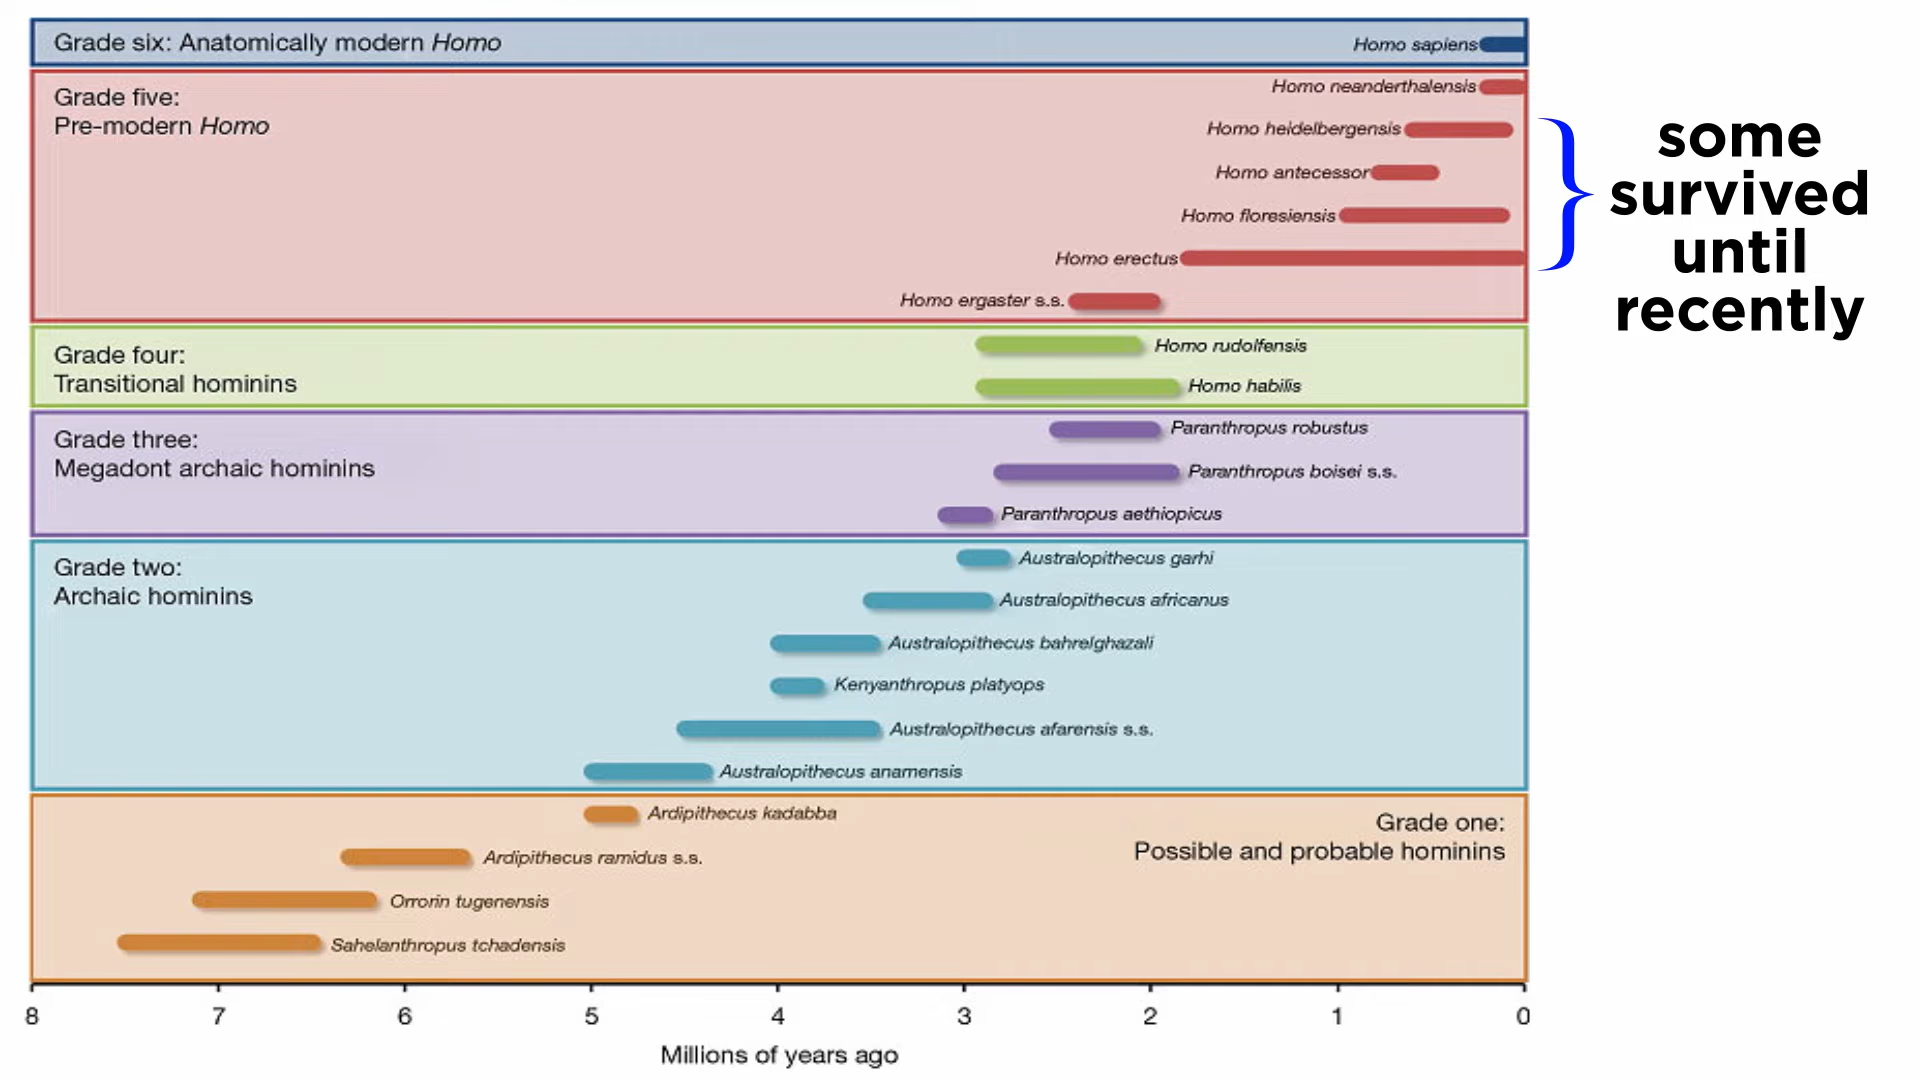 Grade six: Anatomically modern Homo
Homo sapiens
Grade five:
Pre-modern Homo
Homo neanderthalensis
Homo heidelbergensis
Homo antecessor
Homo floresiensis
Homo erectus
Homo ergaster s.s.
some
survived
until
recently
Grade four:
Transitional hominins
Homo rudolfensis
Homo habilis
Grade three:
Megadont archaic hominins
Paranthropus robustus
Paranthropus boisei s.s.
Paranthropus aethiopicus
Grade two:
Archaic hominins
Australopithecus garhi
Australopithecus africanus
Australopithecus bahrelghazali
Kenyanthropus platyops
Australopithecus afarensis s.s.
Australopithecus anamensis
Grade one:
Possible and probable hominins
Ardipithecus kadabba
Ardipithecus ramidus s.s.
Orrorin tugenensis
Sahelanthropus tchadensis
8 7 6 5 4 3 2 1 0
Millions of years ago